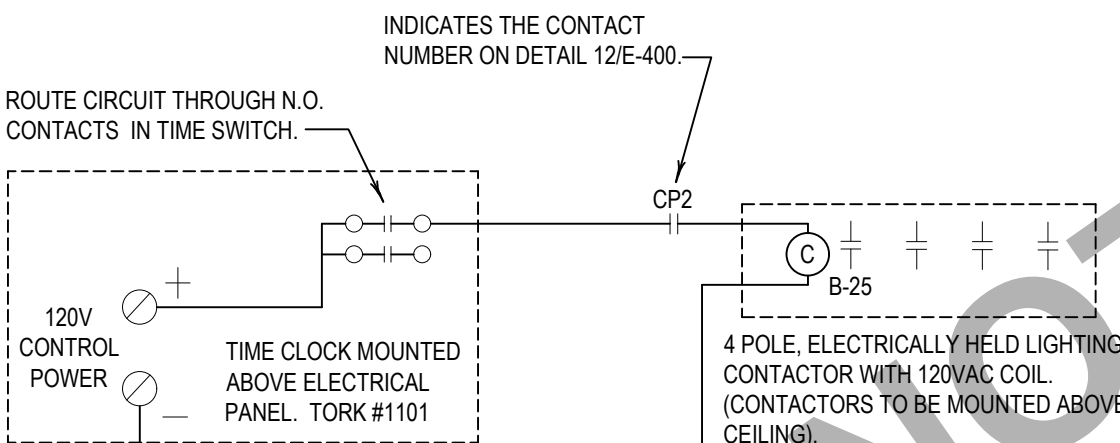 INDICATES THE CONTACT
NUMBER ON DETAIL 12/E-400.
ROUTE CIRCUIT THROUGH N.O.
CONTACTS IN TIME SWITCH.
CP2
+
C
B-25
120V
CONTROL
POWER
–
TIME CLOCK MOUNTED
ABOVE ELECTRICAL
PANEL. TORK #1101
4 POLE, ELECTRICALLY HELD LIGHTING
CONTACTOR WITH 120VAC COIL.
(CONTACTORS TO BE MOUNTED ABOVE
CEILING).
NOT